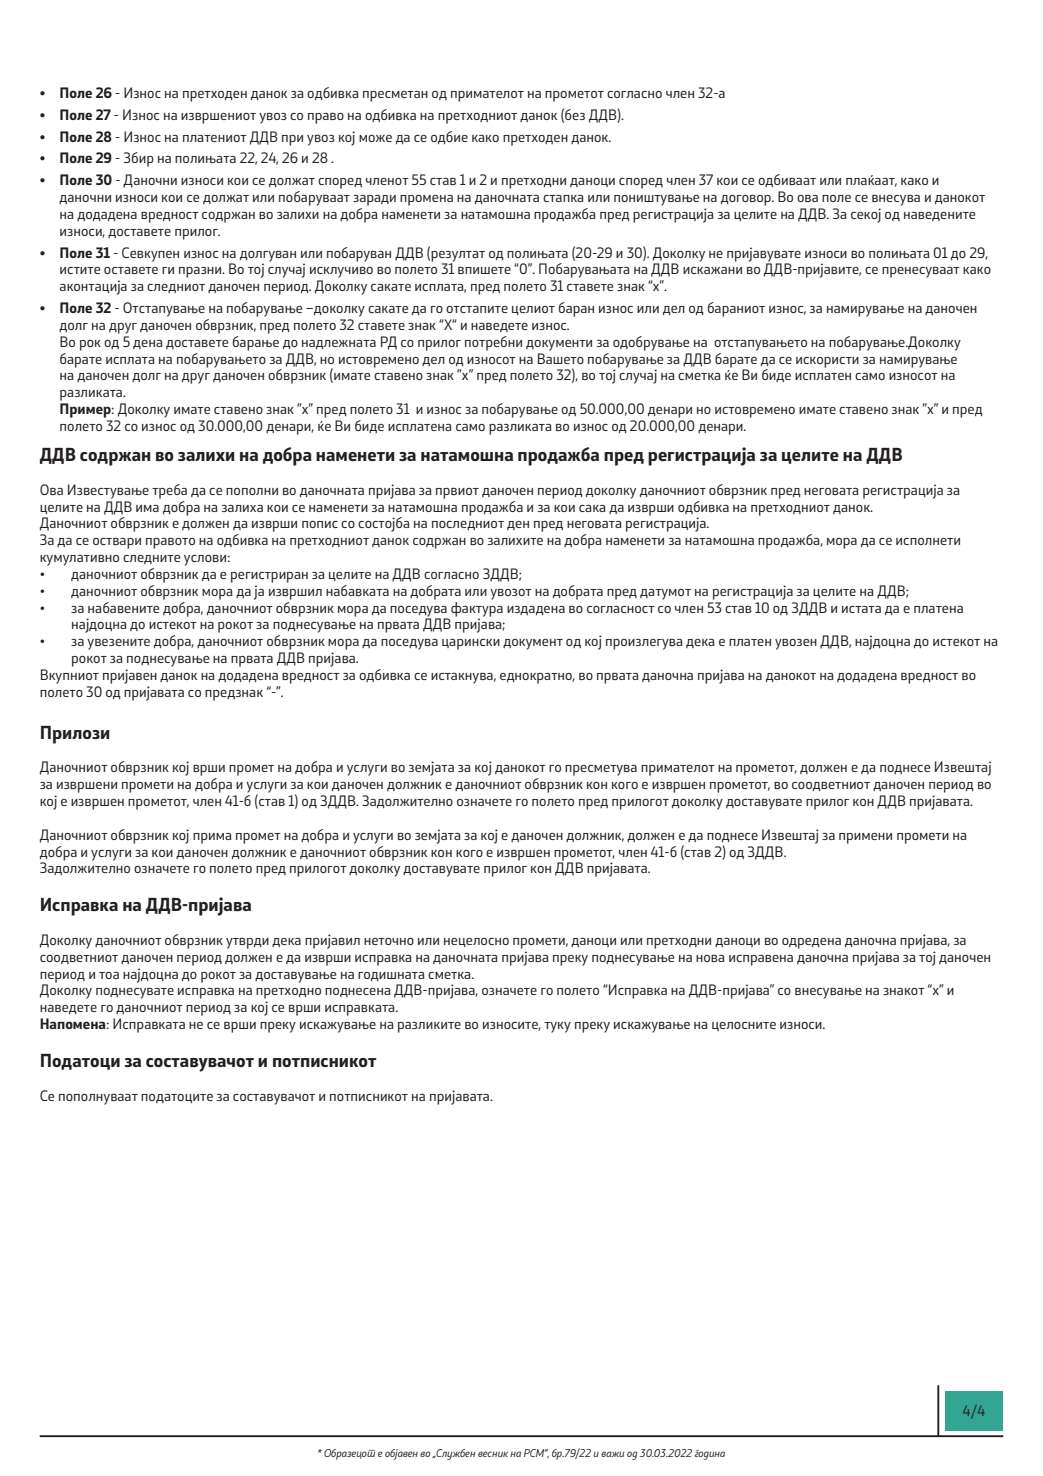 • Поле 26 - Износ на претходен данок за одбивка пресметан од примателот на прометот согласно член 32-а
• Поле 27 - Износ на извршениот увоз со право на одбивка на претходниот данок (без ДДВ).
• Поле 28 - Износ на платениот ДДВ при увоз кој може да се одбие како претходен данок.
• Поле 29 - Збир на полињата 22, 24, 26 и 28 .
• Поле 30 - Даночни износи кои се должат според членот 55 став 1 и 2 и претходни даноци според член 37 кои се одбиваат или плаќаат, како и
даночни износи кои се должат или побаруваат заради промена на даночната стапка или поништување на договор. Во ова поле се внесува и данокот
на додадена вредност содржан во залихи на добра наменети за натамошна продажба пред регистрација за целите на ДДВ. За секој од наведените
износи, доставете прилог.
• Поле 31 - Севкупен износ на долгуван или побаруван ДДВ (резултат од полињата (20-29 и 30). Доколку не пријавувате износи во полињата 01 до 29,
истите оставете ги празни. Во тој случај исклучиво во полето 31 впишете “0”. Побарувањата на ДДВ искажани во ДДВ-пријавите, се пренесуваат како
аконтација за следниот даночен период. Доколку сакате исплата, пред полето 31 ставете знак “х”.
• Поле 32 - Отстапување на побарување –доколку сакате да го отстапите целиот баран износ или дел од бараниот износ, за намирување на даночен
долг на друг даночен обврзник, пред полето 32 ставете знак “Х“ и наведете износ.
Во рок од 5 дена доставете барање до надлежната РД со прилог потребни документи за одобрување на отстапувањето на побарување.Доколку
барате исплата на побарувањето за ДДВ, но истовремено дел од износот на Вашето побарување за ДДВ барате да се искористи за намирување
на даночен долг на друг даночен обврзник (имате ставено знак ”х” пред полето 32), во тој случај на сметка ќе Ви биде исплатен само износот на
разликата.
Пример: Доколку имате ставено знак ”х” пред полето 31 и износ за побарување од 50.000,00 денари но истовремено имате ставено знак ”х” и пред
полето 32 со износ од 30.000,00 денари, ќе Ви биде исплатена само разликата во износ од 20.000,00 денари.
ДДВ содржан во залихи на добра наменети за натамошна продажба пред регистрација за целите на ДДВ
Ова Известување треба да се пополни во даночната пријава за првиот даночен период доколку даночниот обврзник пред неговата регистрација за
целите на ДДВ има добра на залиха кои се наменети за натамошна продажба и за кои сака да изврши одбивка на претходниот данок.
Даночниот обврзник е должен да изврши попис со состојба на последниот ден пред неговата регистрација.
За да се оствари правото на одбивка на претходниот данок содржан во залихите на добра наменети за натамошна продажба, мора да се исполнети
кумулативно следните услови:
• даночниот обврзник да е регистриран за целите на ДДВ согласно ЗДДВ;
• даночниот обврзник мора да ја извршил набавката на добрата или увозот на добрата пред датумот на регистрација за целите на ДДВ;
• за набавените добра, даночниот обврзник мора да поседува фактура издадена во согласност со член 53 став 10 од ЗДДВ и истата да е платена
најдоцна до истекот на рокот за поднесување на првата ДДВ пријава;
• за увезените добра, даночниот обврзник мора да поседува царински документ од кој произлегува дека е платен увозен ДДВ, најдоцна до истекот на
рокот за поднесување на првата ДДВ пријава.
Вкупниот пријавен данок на додадена вредност за одбивка се истакнува, еднократно, во првата даночна пријава на данокот на додадена вредност во
полето 30 од пријавата со предзнак “-”.
Прилози
Даночниот обврзник кој врши промет на добра и услуги во земјата за кој данокот го пресметува примателот на прометот, должен е да поднесе Извештај
за извршени промети на добра и услуги за кои даночен должник е даночниот обврзник кон кого е извршен прометот, во соодветниот даночен период во
кој е извршен прометот, член 41-б (став 1) од ЗДДВ. Задолжително означете го полето пред прилогот доколку доставувате прилог кон ДДВ пријавата.
Даночниот обврзник кој прима промет на добра и услуги во земјата за кој е даночен должник, должен е да поднесе Извештај за примени промети на
добра и услуги за кои даночен должник е даночниот обврзник кон кого е извршен прометот, член 41-б (став 2) од ЗДДВ.
Задолжително означете го полето пред прилогот доколку доставувате прилог кон ДДВ пријавата.
Исправка на ДДВ-пријава
Доколку даночниот обврзник утврди дека пријавил неточно или нецелосно промети, даноци или претходни даноци во одредена даночна пријава, за
соодветниот даночен период должен е да изврши исправка на даночната пријава преку поднесување на нова исправена даночна пријава за тој даночен
период и тоа најдоцна до рокот за доставување на годишната сметка.
Доколку поднесувате исправка на претходно поднесена ДДВ-пријава, означете го полето “Исправка на ДДВ-пријава” со внесување на знакот “х” и
наведете го даночниот период за кој се врши исправката.
Напомена: Исправката не се врши преку искажување на разликите во износите, туку преку искажување на целосните износи.
Податоци за составувачот и потписникот
Се пополнуваат податоците за составувачот и потписникот на пријавата.
4/4
* Образецот е објавен во „Службен весник на РСМ“, бр.79/22 и важи од 30.03.2022 година